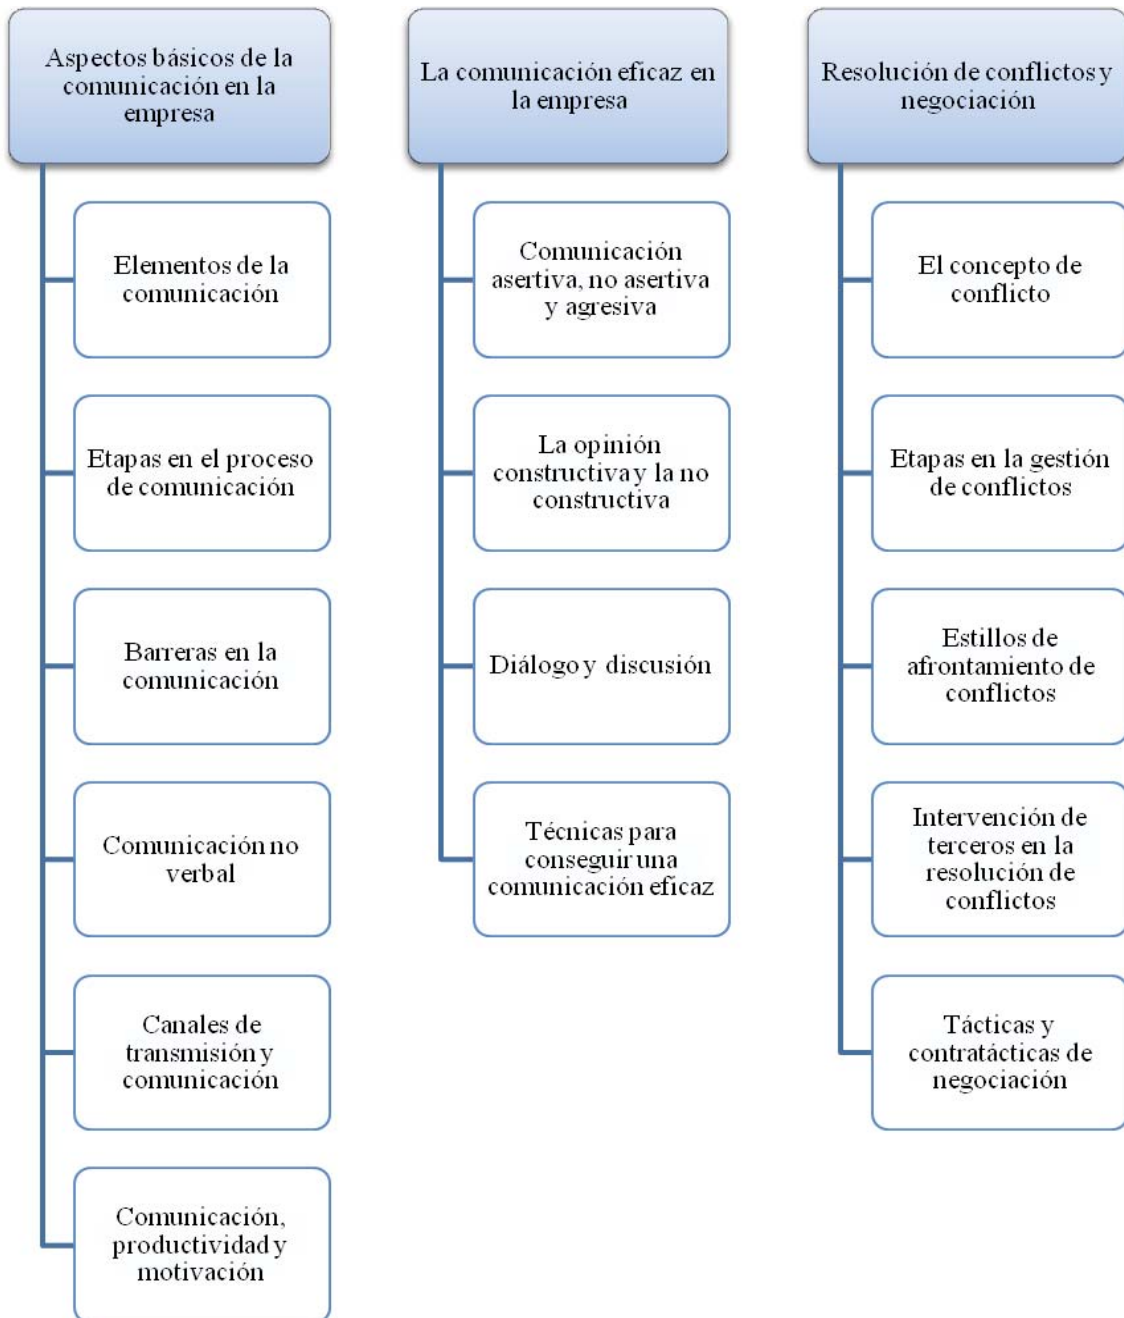 Aspectos básicos de la
comunicación en la
empresa
Elementos de la
comunicación
Etapas en el proceso
de comunicación
Barreras en la
comunicación
Comunicación no
verbal
Canales de
transmisión y
comunicación
Comunicación,
productividad y
motivación
La comunicación eficaz en
la empresa
Comunicación
asertiva, no asertiva
y agresiva
La opinión
constructiva y la no
constructiva
Diálogo y discusión
Técnicas para
conseguir una
comunicación eficaz
Resolución de conflictos y
negociación
El concepto de
conflicto
Etapas en la gestión
de conflictos
Estillos de
afrontamiento de
conflictos
Intervención de
terceros en la
resolución de
conflictos
Tácticas y
contratácticas de
negociación